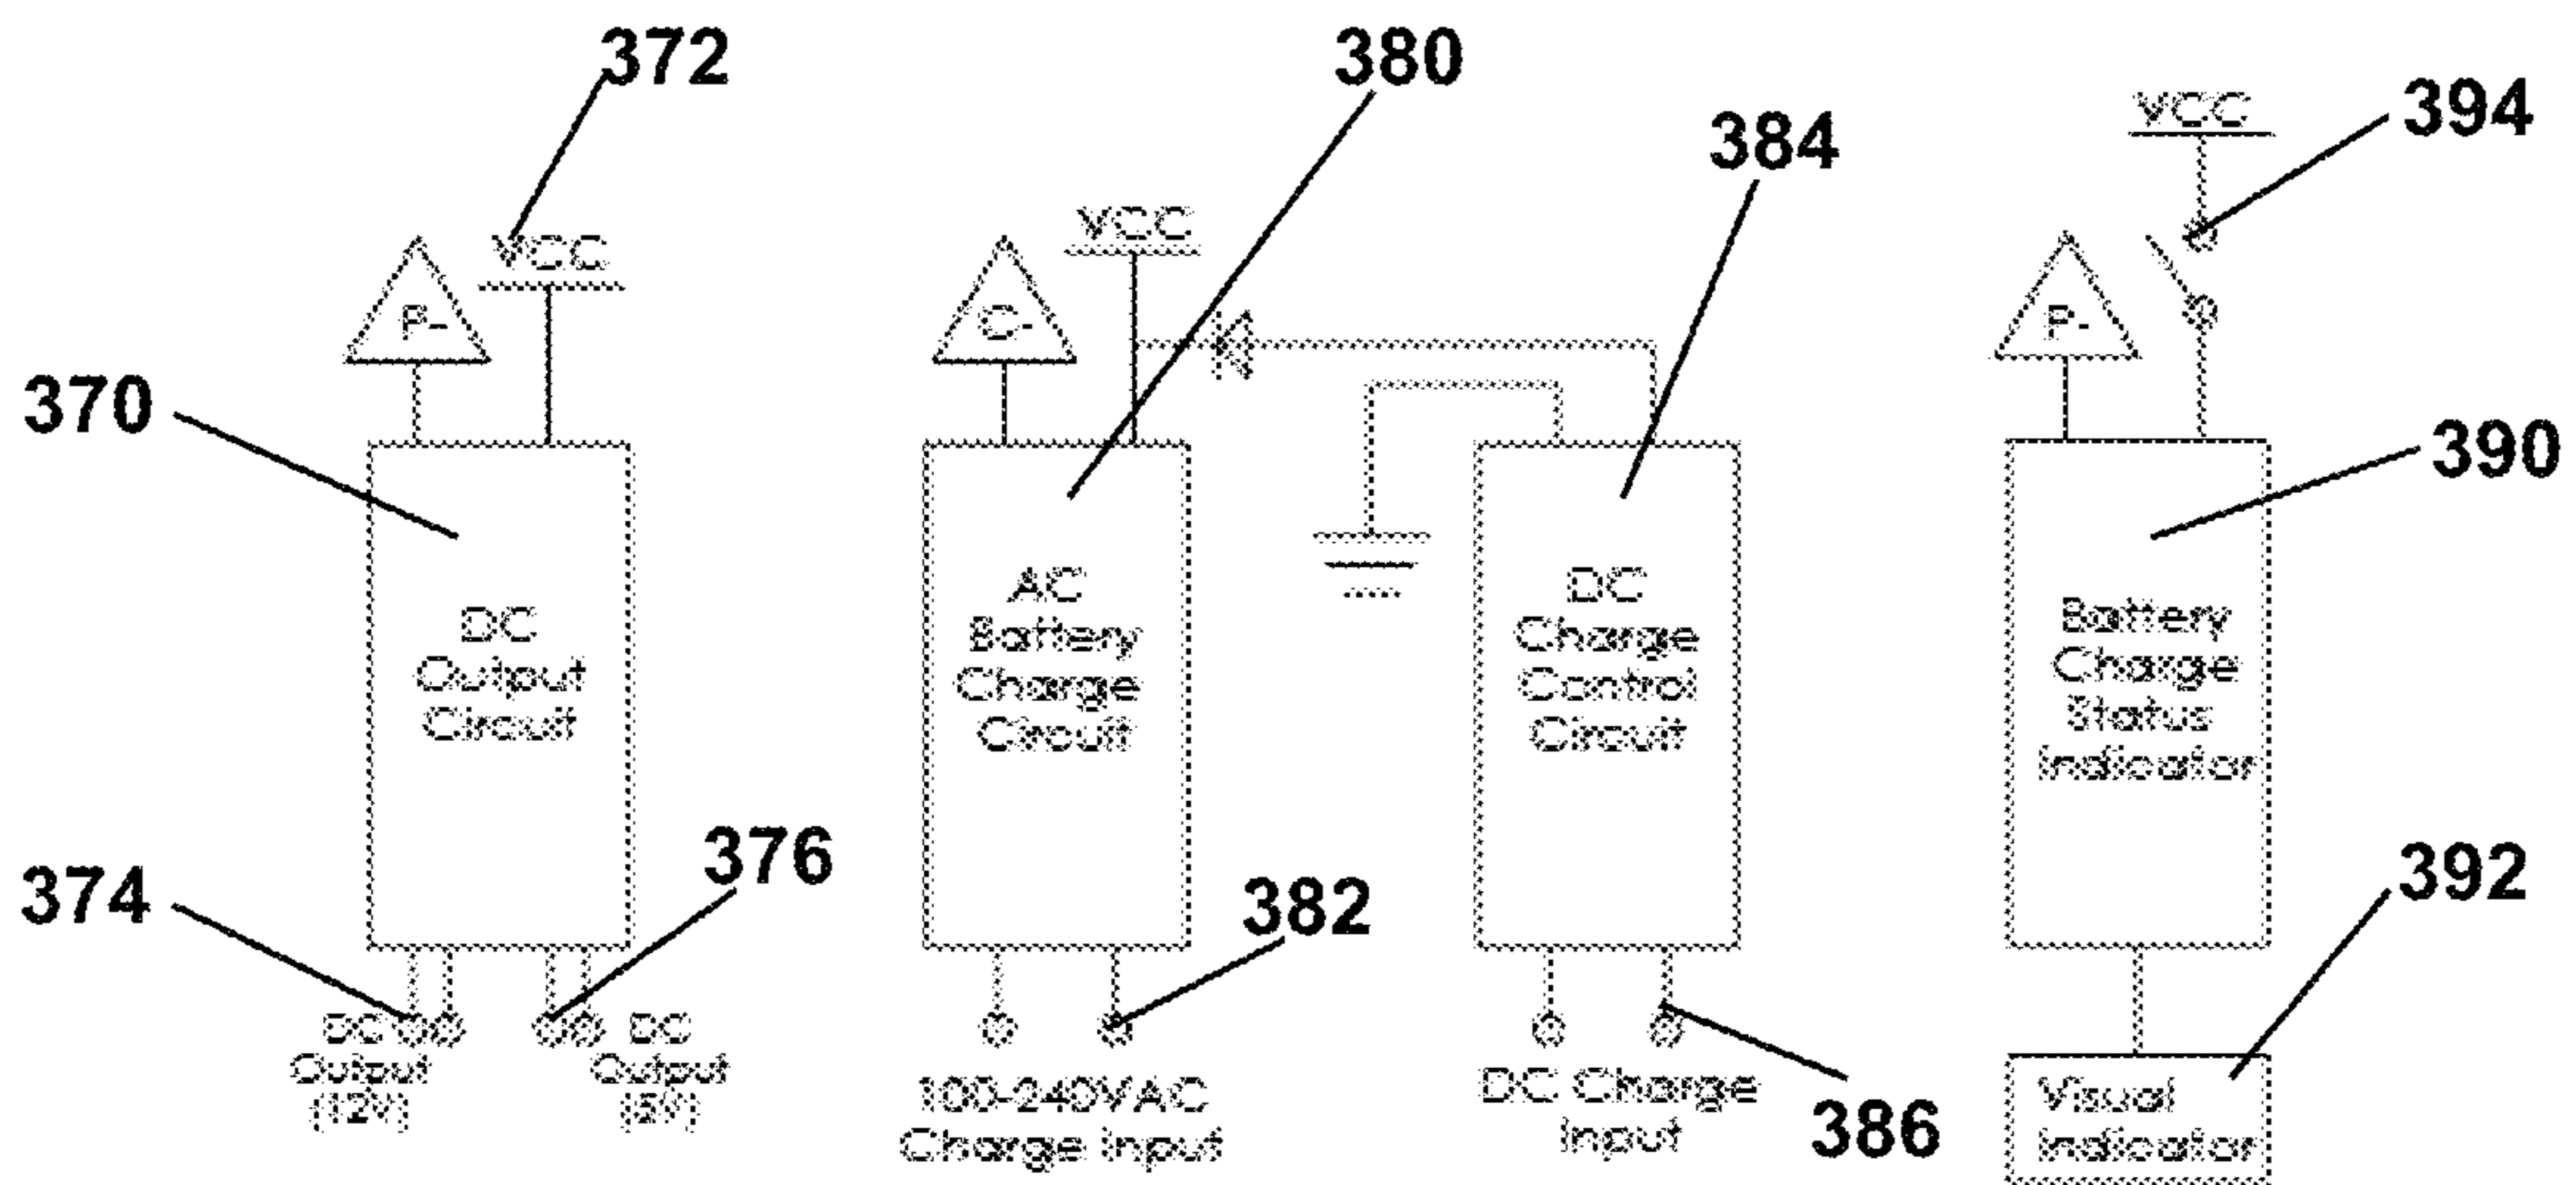 372
380
394
384
VCC
VCC
VCC
P-
C-
P-
370
390
DC
Output
Circuit
AC
Battery
Charge
Circuit
DC
Charge
Control
Circuit
Battery
Charge
Status
Indicator
374
376
382
392
386
DC
Output
(12V)
DC
Output
(5V)
100-240VAC
Charge Input
DC Charge
Input
Visual
Indicator